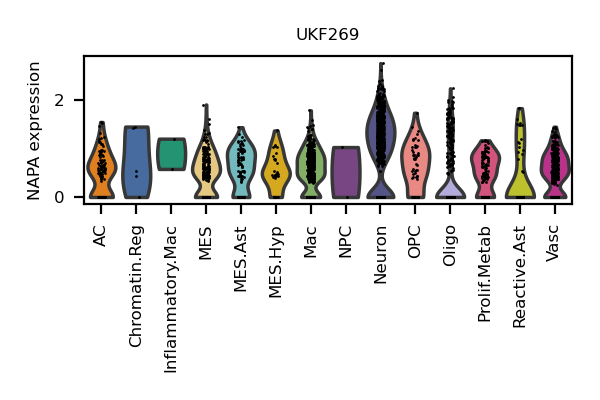 UKF269
NAPA expression
2
0
AC
Chromatin.Reg
Inflammatory.Mac
MES
MES.Ast
MES.Hyp
Mac
NPC
Neuron
OPC
Oligo
Prolif.Metab
Reactive.Ast
Vasc